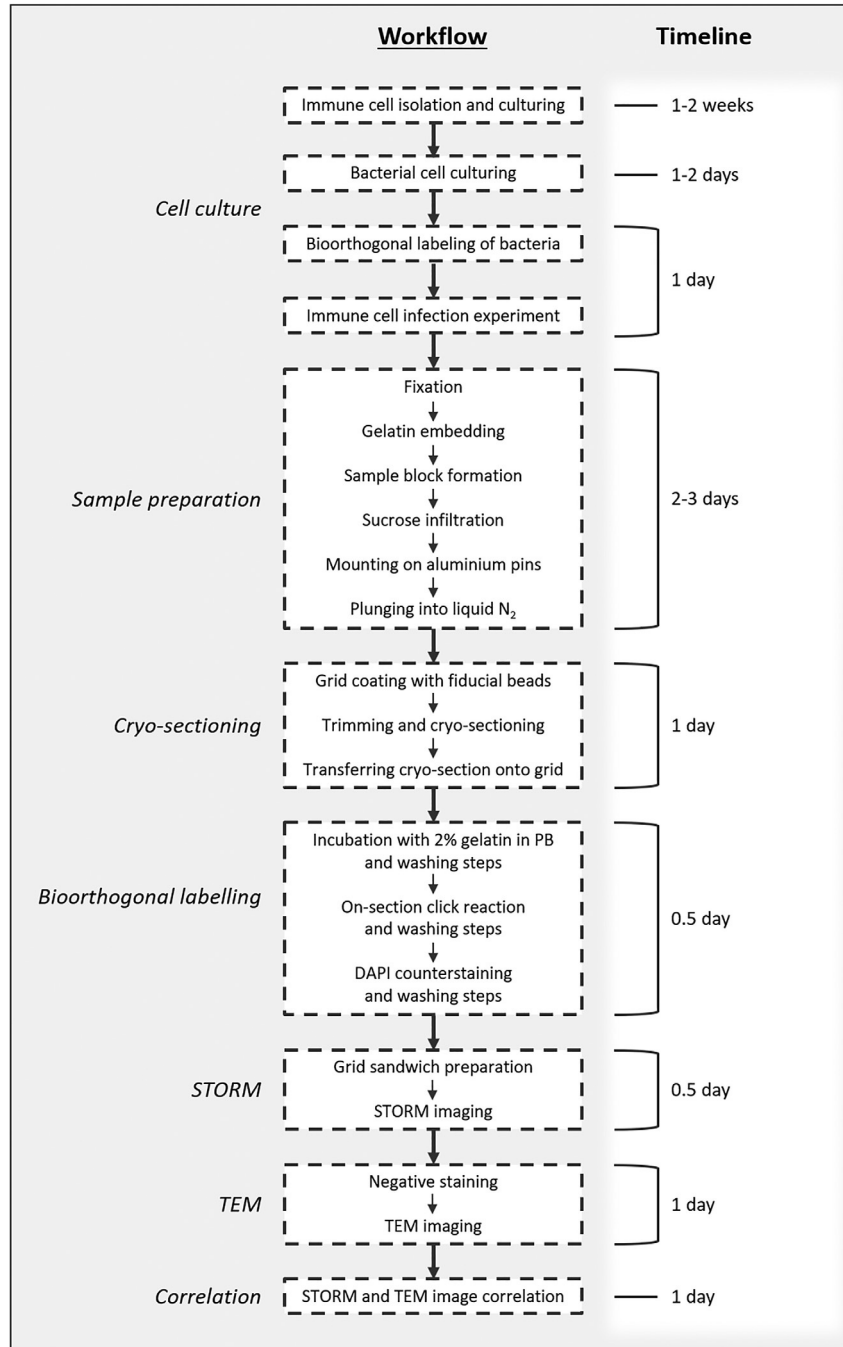 Workflow
Timeline
Immune cell isolation and culturing
1-2 weeks
Bacterial cell culturing
1-2 days
Cell culture
Bioorthogonal labeling of bacteria
1 day
Immune cell infection experiment
Fixation
Gelatin embedding
Sample block formation
Sample preparation
2-3 days
Sucrose infiltration
Mounting on aluminium pins
Plunging into liquid N₂
Grid coating with fiducial beads
Cryo-sectioning
Trimming and cryo-sectioning
1 day
Transferring cryo-section onto grid
Incubation with 2% gelatin in PB
and washing steps
Bioorthogonal labelling
On-section click reaction
and washing steps
0.5 day
DAPI counterstaining
and washing steps
Grid sandwich preparation
STORM
0.5 day
STORM imaging
Negative staining
TEM
1 day
TEM imaging
Correlation
STORM and TEM image correlation
1 day